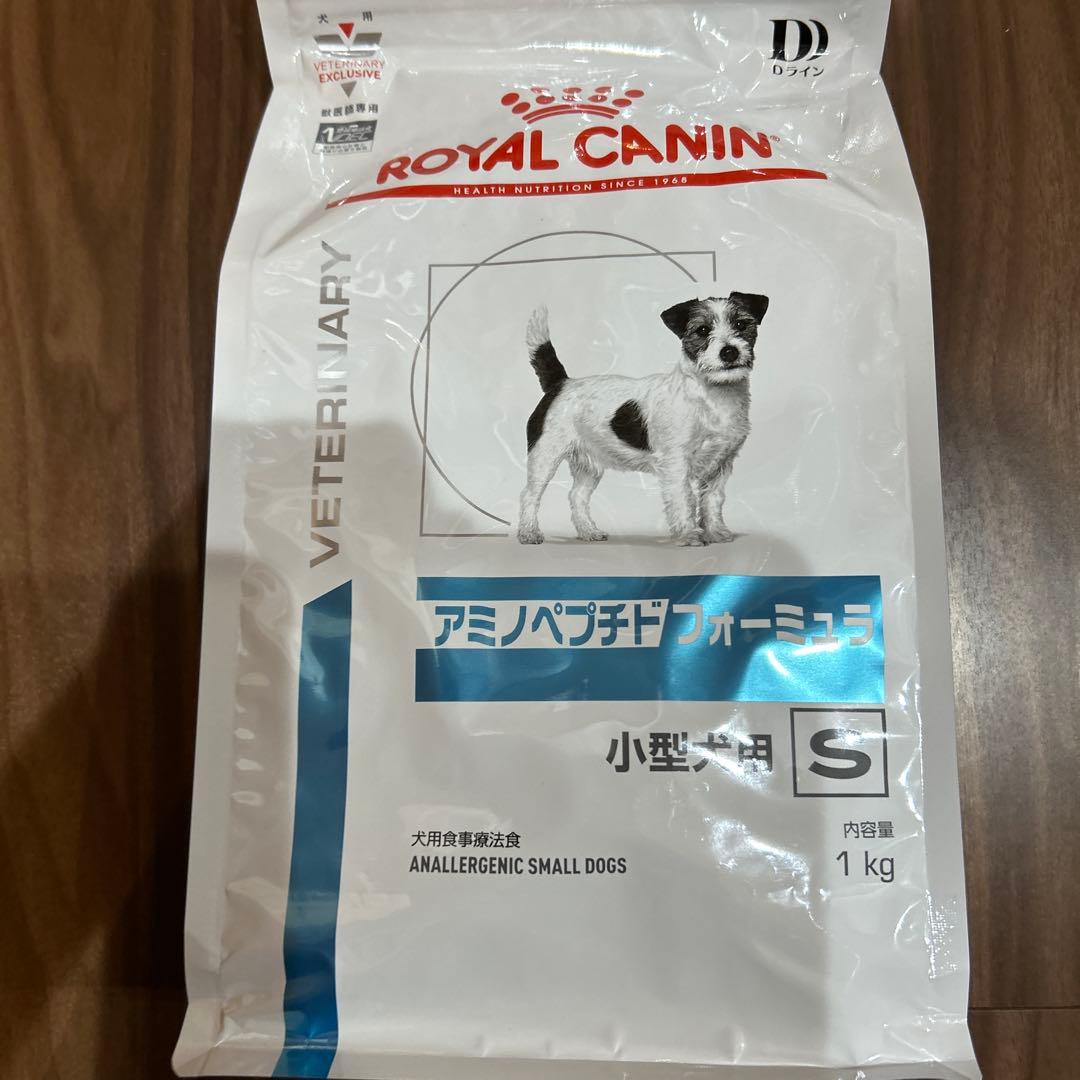 犬 用
VETERINARY
EXCLUSIVE
獣医師専用
D
Dライン
ROYAL CANIN®
HEALTH NUTRITION SINCE 1968
VETERINARY
アミノペプチド フォーミュラ
小型犬用 S
犬用食事療法食
ANALLERGENIC SMALL DOGS
内容量
1 kg